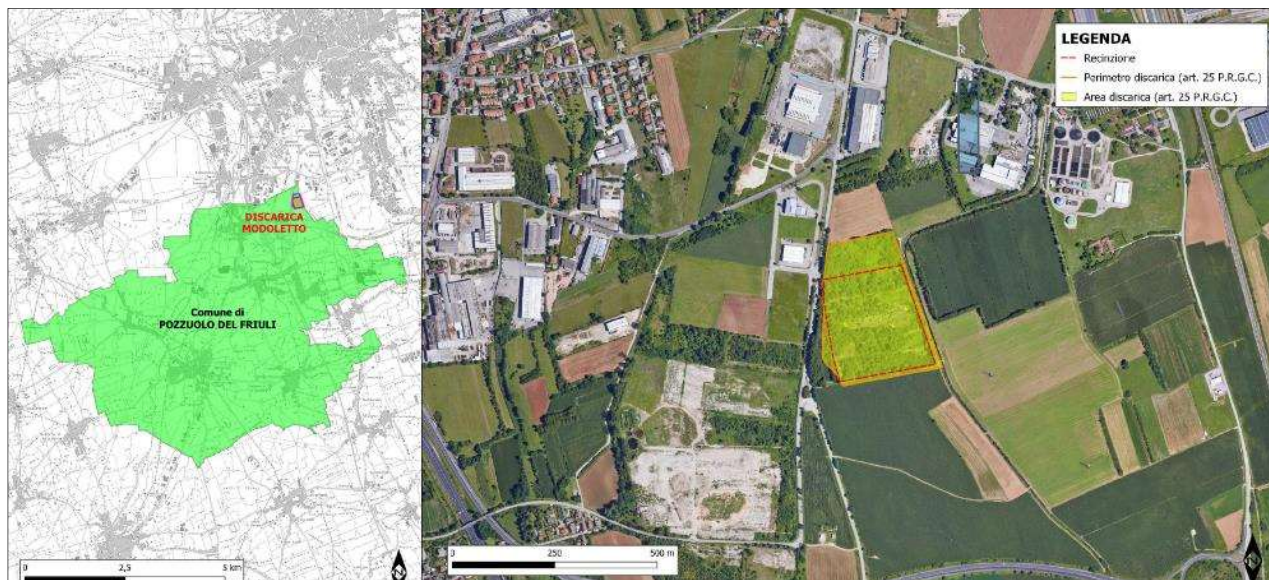 DISCARICA
MODOLETTO
Comune di
POZZUOLO DEL FRIULI
0 2,5 5 km
LEGENDA
Recinzione
Perimetro discarica (art. 25 P.R.G.C.)
Area discarica (art. 25 P.R.G.C.)
0 250 500 m